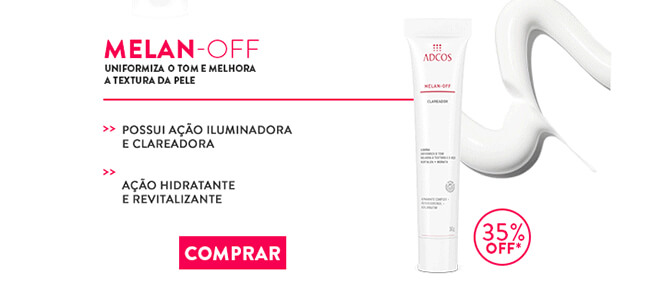 MELAN-OFF
UNIFORMIZA O TOM E MELHORA
A TEXTURA DA PELE
>> POSSUI AÇÃO ILUMINADORA
E CLAREADORA
>>
AÇÃO HIDRATANTE
E REVITALIZANTE
COMPRAR
ADCOS
MELAN-OFF
CLAREADOR
35%
OFF*